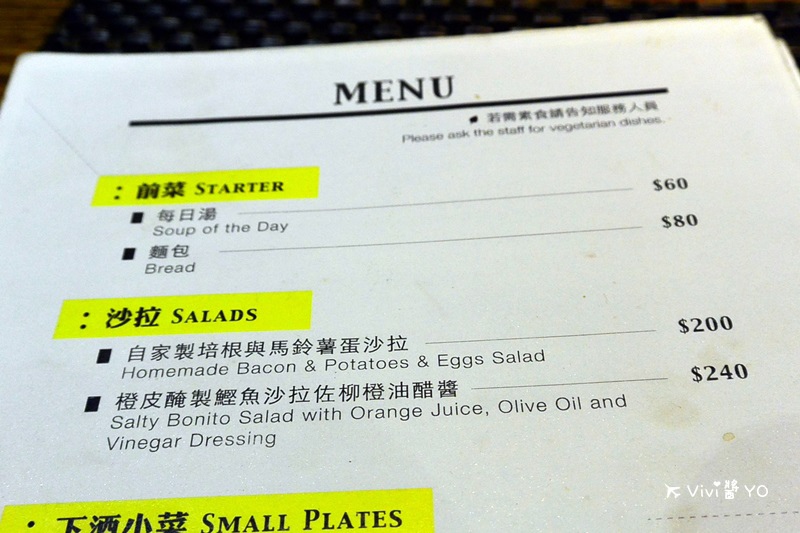 MENU
若需素食請告知服務人員
Please ask the staff for vegetarian dishes.
: 前菜 STARTER
■ 每日湯 $60
Soup of the Day
■ 麵包 $80
Bread
: 沙拉 SALADS
■ 自家製培根與馬鈴薯蛋沙拉 $200
Homemade Bacon & Potatoes & Eggs Salad
■ 橙皮醃製鰹魚沙拉佐柳橙油醋醬 $240
Salty Bonito Salad with Orange Juice, Olive Oil and
Vinegar Dressing
: 下酒小菜 SMALL PLATES
Vivi醬 YO